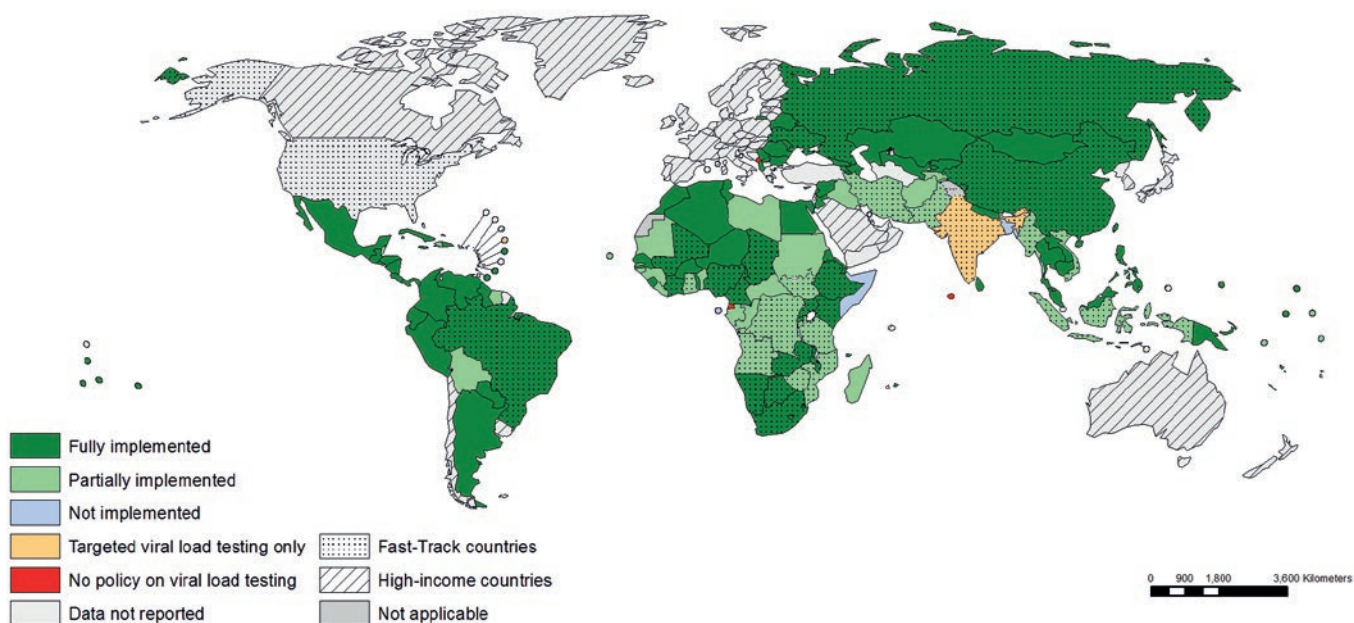 Fully implemented
Partially implemented
Not implemented
Targeted viral load testing only
No policy on viral load testing
Data not reported
Fast-Track countries
High-income countries
Not applicable
0 900 1,800 3,600 Kilometers